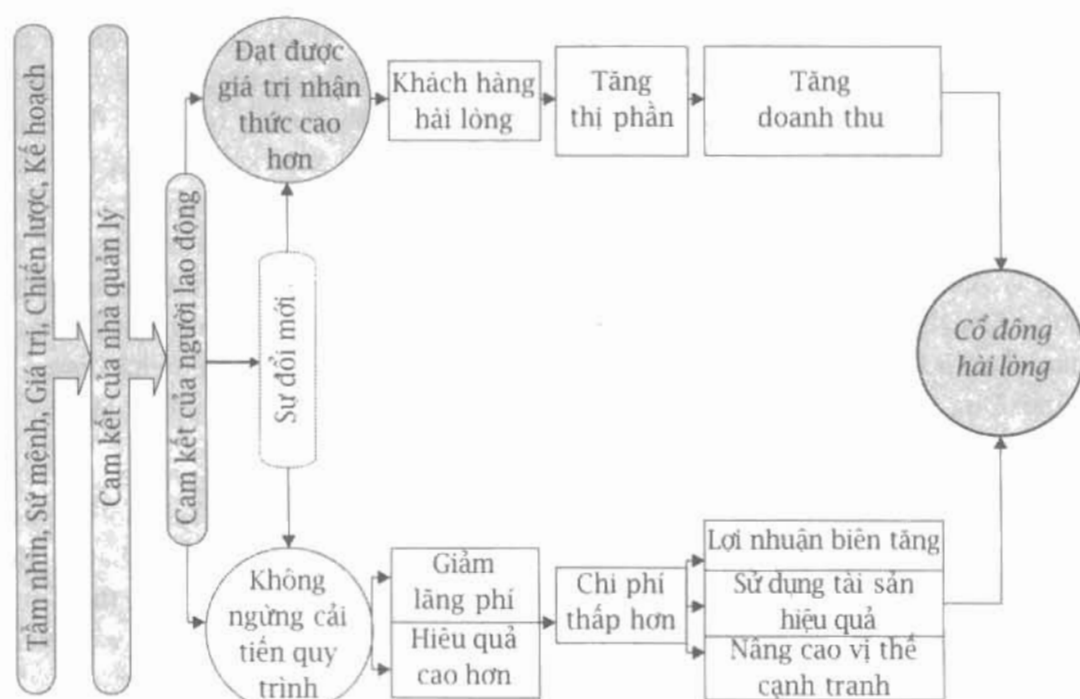 Tầm nhìn, Sứ mệnh, Giá trị, Chiến lược, Kế hoạch
Cam kết của nhà quản lý
Cam kết của người lao động
Đạt được
giá trị nhận
thức cao
hơn
Khách hàng
hài lòng
Tăng
thị phần
Tăng
doanh thu
Sự đổi mới
Cổ đông
hài lòng
Không
ngừng cải
tiến quy
trình
Giảm
lãng phí
Hiệu quả
cao hơn
Chi phí
thấp hơn
Lợi nhuận biên tăng
Sử dụng tài sản
hiệu quả
Nâng cao vị thế
cạnh tranh